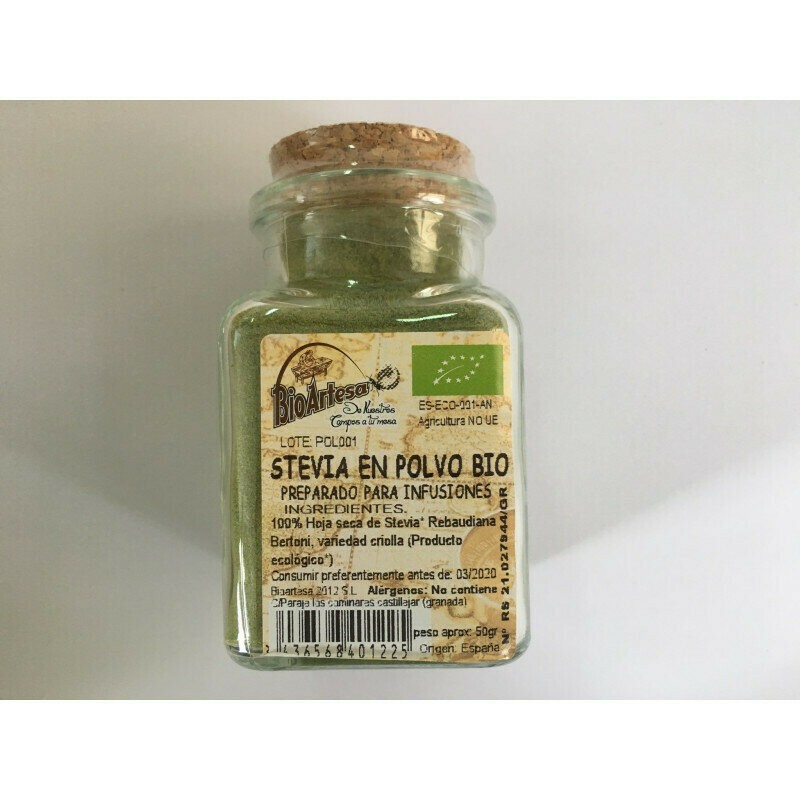 BioArtesa
De Nuestros
Campos a tu mesa
ES-ECO-001-AN
Agricultura NO UE
LOTE: POL001
STEVIA EN POLVO BIO
PREPARADO PARA INFUSIONES
INGREDIENTES.
100% Hoja seca de Stevia* Rebaudiana
Bertoni, variedad criolla (Producto
ecológico*)
Consumir preferentemente antes de: 03/2020
Bioartesa 2012 S.L Alérgenos: No contiene
C/Paraje los caminares castillejar (granada)
peso aprox: 50gr
436568401225
Origen. España
Nº RS 21.027944/GR